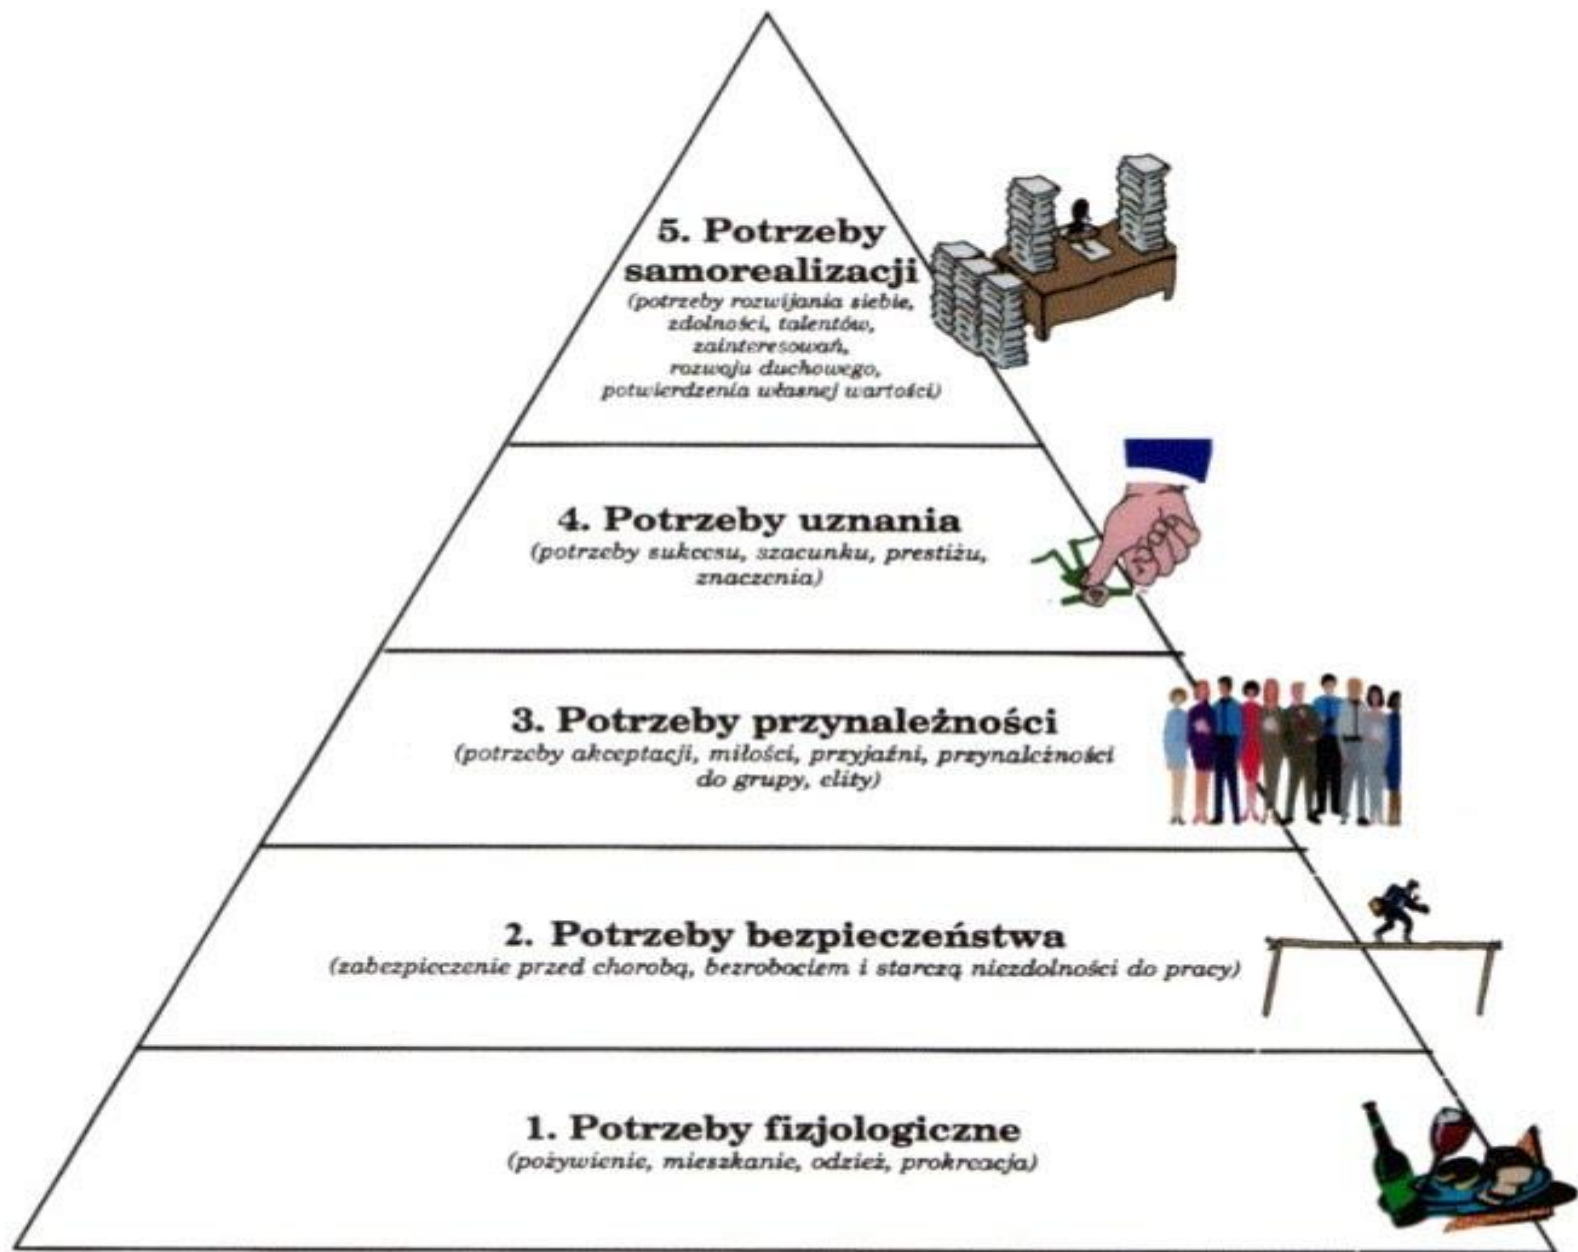 5. Potrzeby
samorealizacji
(potrzeby rozwijania siebie,
zdolności, talentów,
zainteresowań,
rozwoju duchowego,
potwierdzenia własnej wartości)
4. Potrzeby uznania
(potrzeby sukcesu, szacunku, prestiżu,
znaczenia)
3. Potrzeby przynależności
(potrzeby akceptacji, miłości, przyjaźni, przynależności
do grupy, elity)
2. Potrzeby bezpieczeństwa
(zabezpieczenie przed chorobą, bezrobociem i starczą niezdolności do pracy)
1. Potrzeby fizjologiczne
(pożywienie, mieszkanie, odzież, prokreacja)